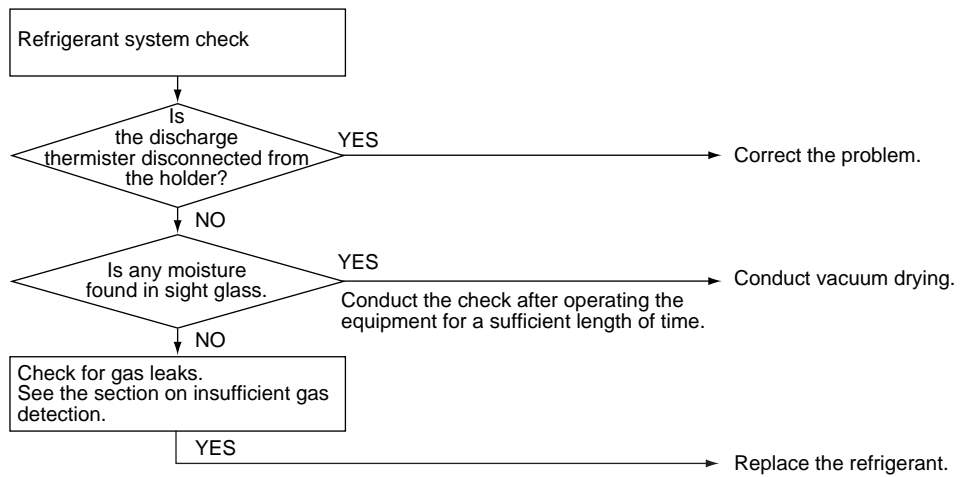 Refrigerant system check
Is
the discharge
thermister disconnected from
the holder?
YES
Correct the problem.
NO
Is any moisture
found in sight glass.
YES
Conduct the check after operating the
equipment for a sufficient length of time.
Conduct vacuum drying.
NO
Check for gas leaks.
See the section on insufficient gas
detection.
YES
Replace the refrigerant.